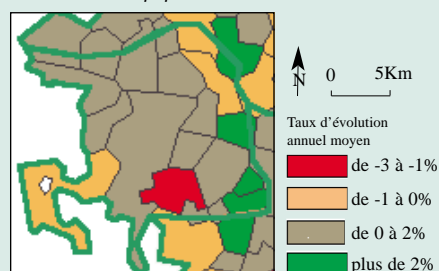 N
0 5Km
Taux d'évolution
annuel moyen
de -3 à -1%
de -1 à 0%
de 0 à 2%
plus de 2%